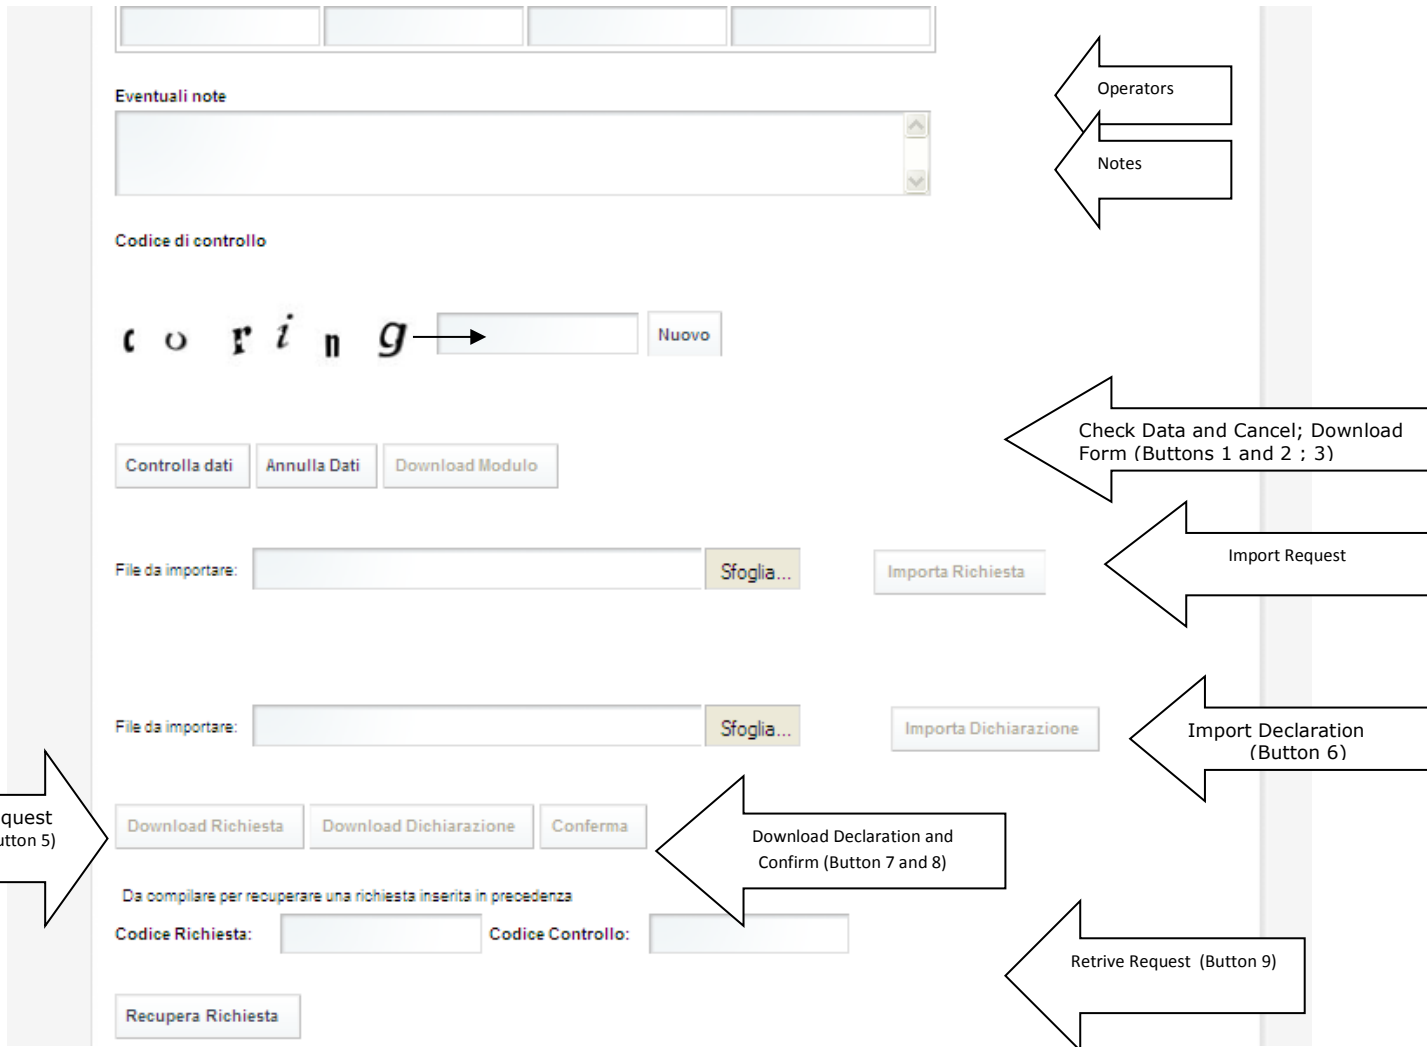 Operators
Eventuali note
Notes
Codice di controllo
c o r i n g
Nuovo
Check Data and Cancel; Download
Form (Buttons 1 and 2 ; 3)
Controlla dati Annulla Dati Download Modulo
Import Request
File da importare: Sfoglia... Importa Richiesta
File da importare: Sfoglia... Importa Dichiarazione
Import Declaration
(Button 6)
quest
utton 5)
Download Richiesta Download Dichiarazione Conferma
Download Declaration and
Confirm (Button 7 and 8)
Da compilare per recuperare una richiesta inserita in precedenza
Codice Richiesta: Codice Controllo:
Retrive Request (Button 9)
Recupera Richiesta